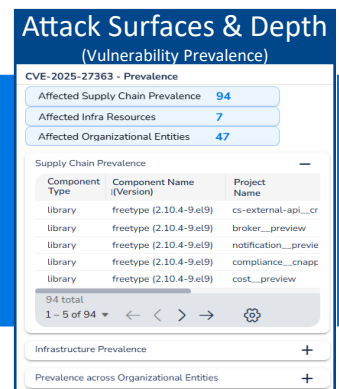 Attack Surfaces & Depth
(Vulnerability Prevalence)
CVE-2025-27363 - Prevalence
Affected Supply Chain Prevalence 94
Affected Infra Resources 7
Affected Organizational Entities 47
Supply Chain Prevalence
Component Type Component Name (Version) Project Name
library freetype (2.10.4-9.el9) cs-external-api__cr
library freetype (2.10.4-9.el9) broker__preview
library freetype (2.10.4-9.el9) notification__previe
library freetype (2.10.4-9.el9) compliance__cnapp
library freetype (2.10.4-9.el9) cost__preview
94 total
1 – 5 of 94
Infrastructure Prevalence
Prevalence across Organizational Entities